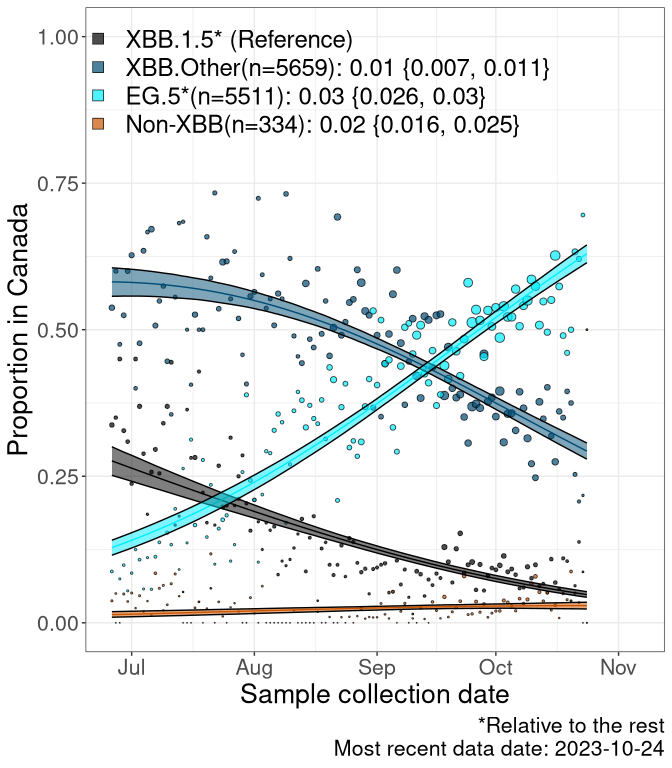 XBB.1.5* (Reference)
XBB.Other(n=5659): 0.01 {0.007, 0.011}
EG.5*(n=5511): 0.03 {0.026, 0.03}
Non-XBB(n=334): 0.02 {0.016, 0.025}
Proportion in Canada
1.00
0.75
0.50
0.25
0.00
Jul Aug Sep Oct Nov
Sample collection date
*Relative to the rest
Most recent data date: 2023-10-24